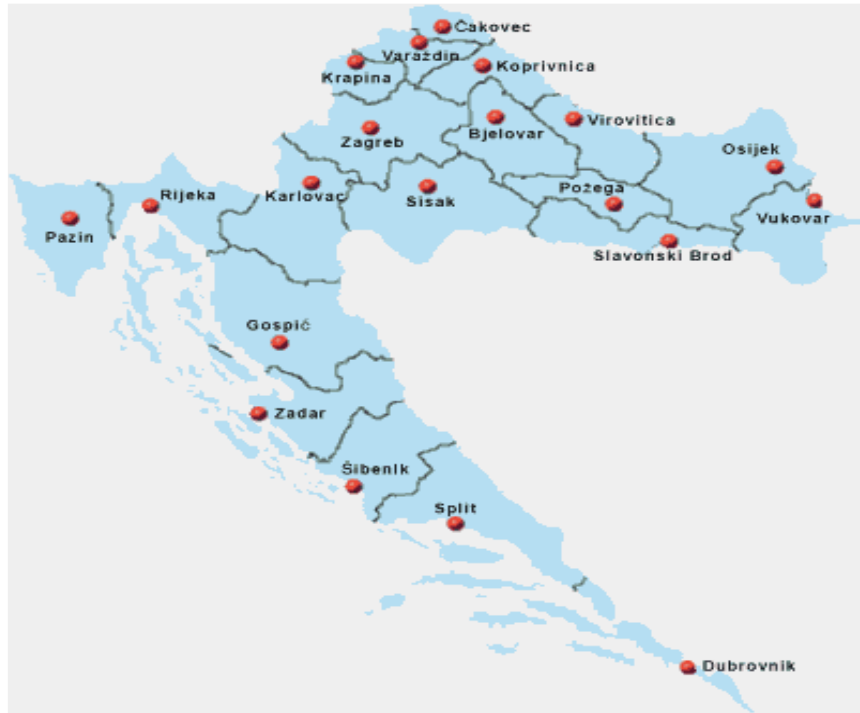 Čakovec
Varaždin
Krapina
Koprivnica
Zagreb
Bjelovar
Virovitica
Osijek
Rijeka
Karlovac
Sisak
Požega
Vukovar
Pazin
Slavonski Brod
Gospić
Zadar
Šibenik
Split
Dubrovnik